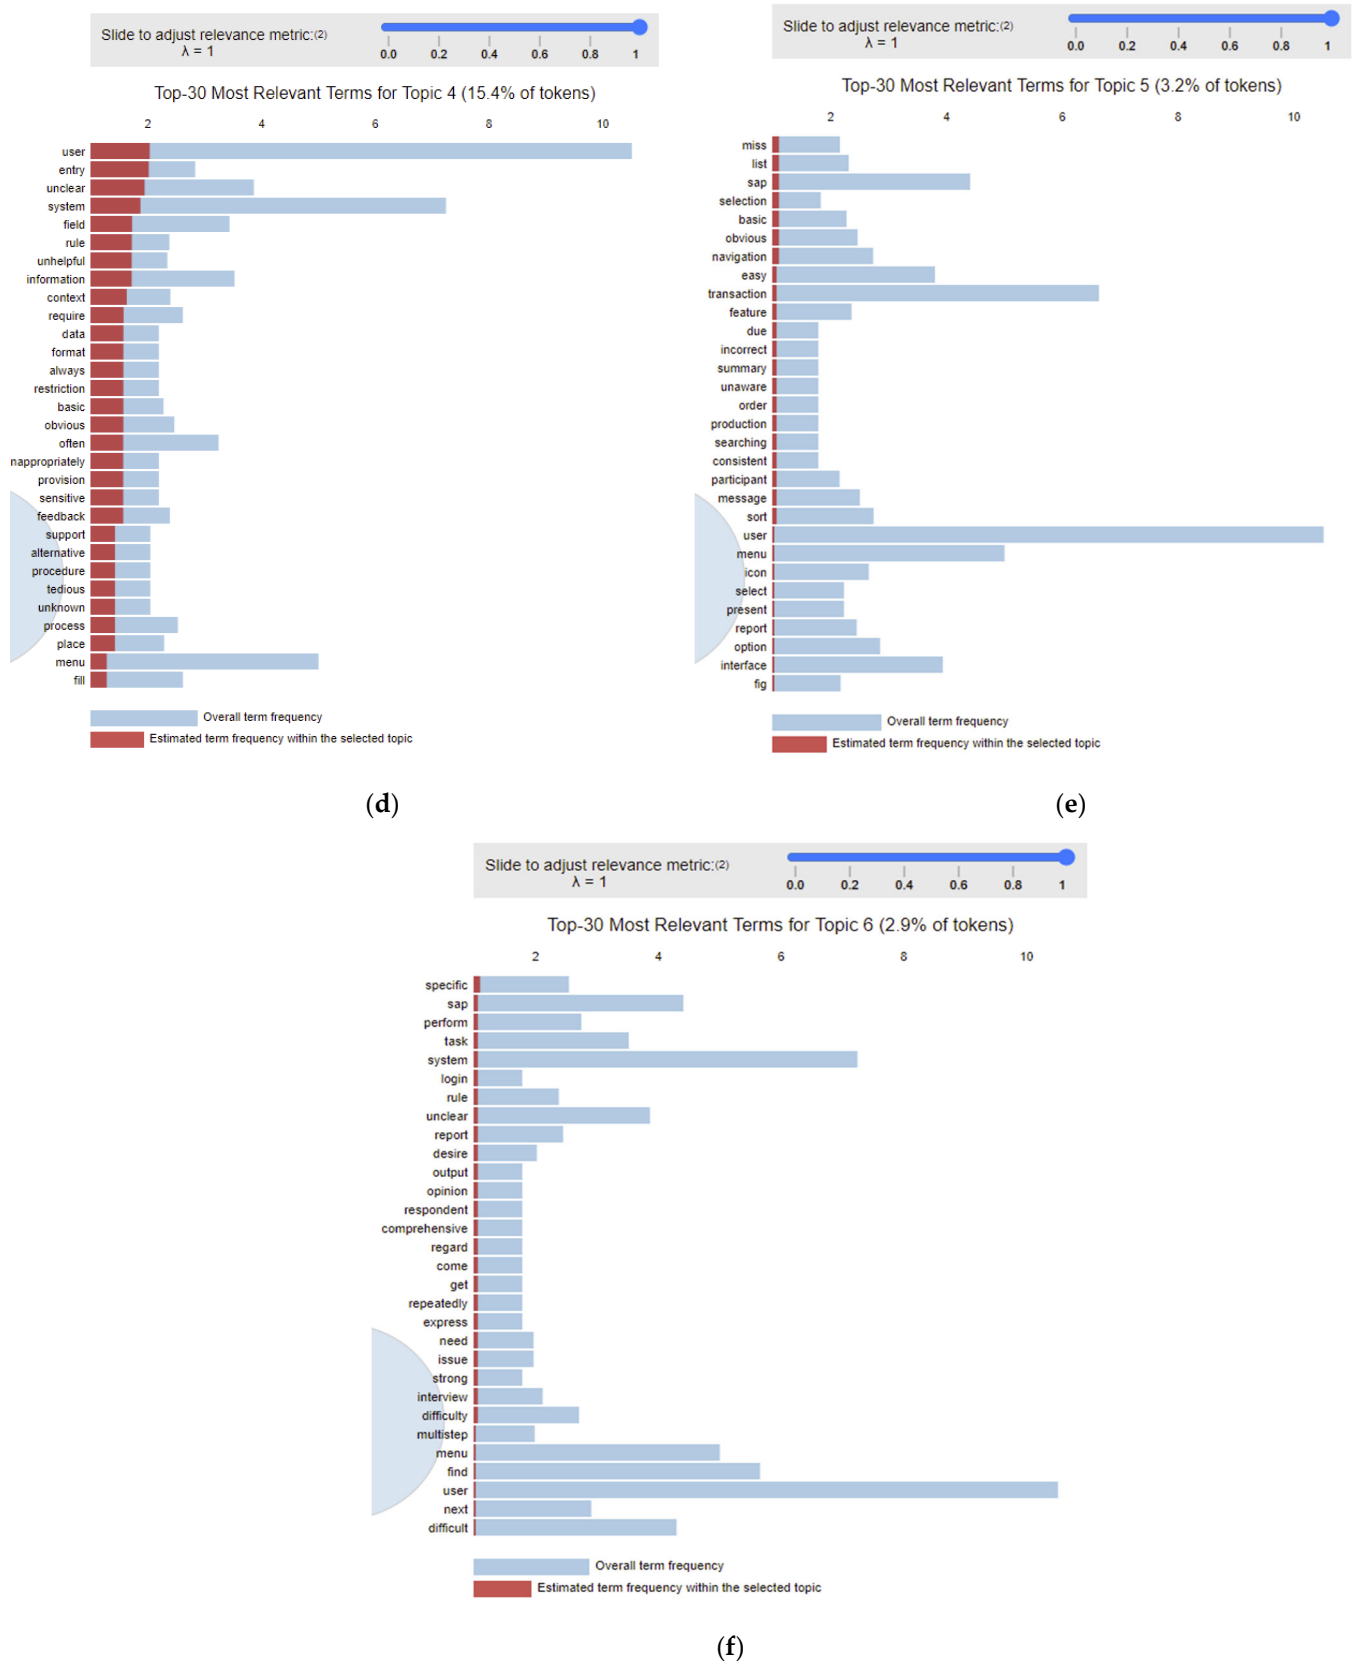 Slide to adjust relevance metric:(2)
λ = 1
0.0 0.2 0.4 0.6 0.8 1
Top-30 Most Relevant Terms for Topic 4 (15.4% of tokens)
2 4 6 8 10
user
entry
unclear
system
field
rule
unhelpful
information
context
require
data
format
always
restriction
basic
obvious
often
nappropriately
provision
sensitive
feedback
support
alternative
procedure
tedious
unknown
process
place
menu
fill
Overall term frequency
Estimated term frequency within the selected topic
(d)
Slide to adjust relevance metric:(2)
λ = 1
0.0 0.2 0.4 0.6 0.8 1
Top-30 Most Relevant Terms for Topic 5 (3.2% of tokens)
2 4 6 8 10
miss
list
sap
selection
basic
obvious
navigation
easy
transaction
feature
due
incorrect
summary
unaware
order
production
searching
consistent
participant
message
sort
user
menu
icon
select
present
report
option
interface
fig
Overall term frequency
Estimated term frequency within the selected topic
(e)
Slide to adjust relevance metric:(2)
λ = 1
0.0 0.2 0.4 0.6 0.8 1
Top-30 Most Relevant Terms for Topic 6 (2.9% of tokens)
2 4 6 8 10
specific
sap
perform
task
system
login
rule
unclear
report
desire
output
opinion
respondent
comprehensive
regard
come
get
repeatedly
express
need
issue
strong
interview
difficulty
multistep
menu
find
user
next
difficult
Overall term frequency
Estimated term frequency within the selected topic
(f)